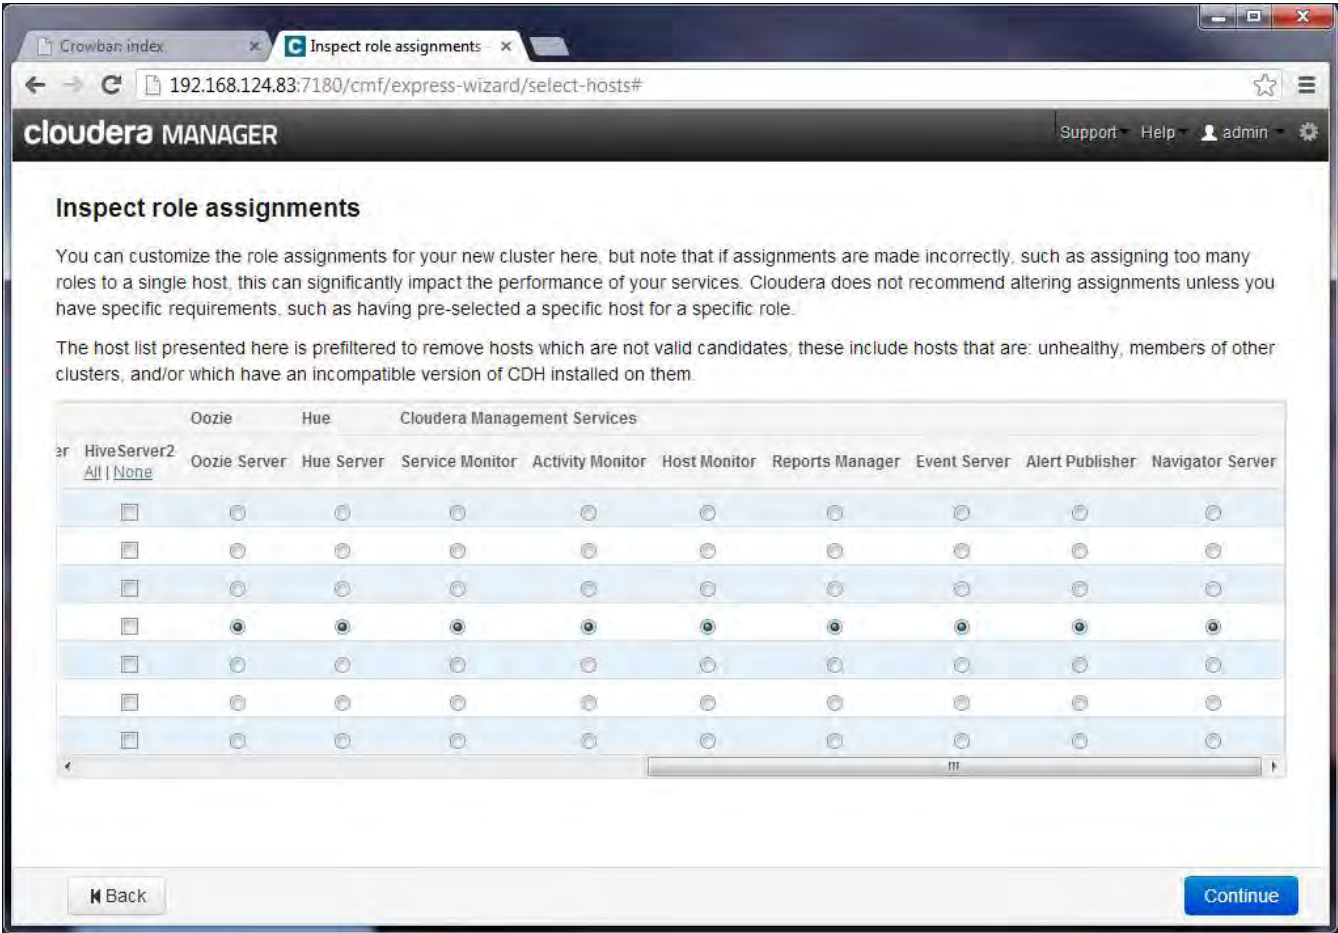 Crowbar: index
Inspect role assignments
192.168.124.83:7180/cmf/express-wizard/select-hosts#
cloudera MANAGER
Support Help admin
Inspect role assignments
You can customize the role assignments for your new cluster here, but note that if assignments are made incorrectly, such as assigning too many
roles to a single host, this can significantly impact the performance of your services. Cloudera does not recommend altering assignments unless you
have specific requirements, such as having pre-selected a specific host for a specific role.
The host list presented here is prefiltered to remove hosts which are not valid candidates; these include hosts that are: unhealthy, members of other
clusters, and/or which have an incompatible version of CDH installed on them.
Oozie Hue Cloudera Management Services
er HiveServer2 Oozie Server Hue Server Service Monitor Activity Monitor Host Monitor Reports Manager Event Server Alert Publisher Navigator Server
All | None
Back
Continue